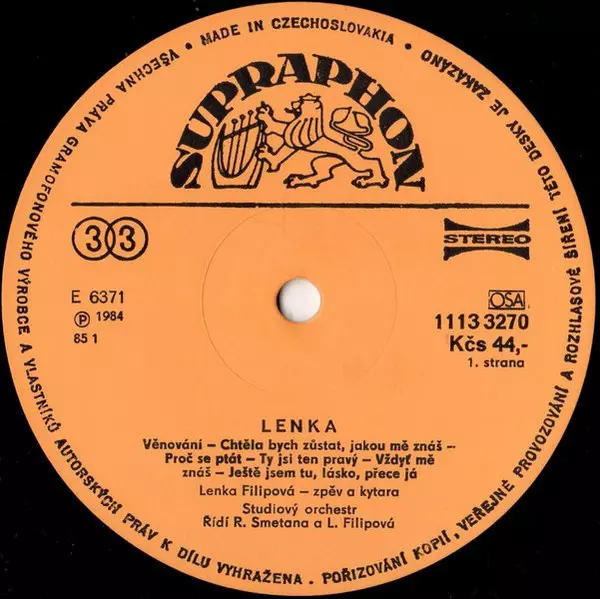 VŠECHNA PRÁVA GRAMOFONOVÉHO VÝROBCE A VLASTNÍKŮ AUTORSKÝCH PRÁV K DÍLU VYHRAŽENA • POŘIZOVÁNÍ KOPIÍ, VEŘEJNÉ PROVOZOVÁNÍ A ROZHLASOVÉ ŠÍŘENÍ TÉTO DESKY JE ZAKÁZÁNO •
MADE IN CZECHOSLOVAKIA •
SUPRAPHON
33
STEREO
E 6371
Ⓟ 1984
85 1
OSA
1113 3270
Kčs 44,-
1. strana
LENKA
Věnování – Chtěla bych zůstat, jakou mě znáš –
Proč se ptát – Ty jsi ten pravý – Vždyť mě
znáš – Ještě jsem tu, lásko, přece já
Lenka Filipová – zpěv a kytara
Studiový orchestr
Řídí R. Smetana a L. Filipová